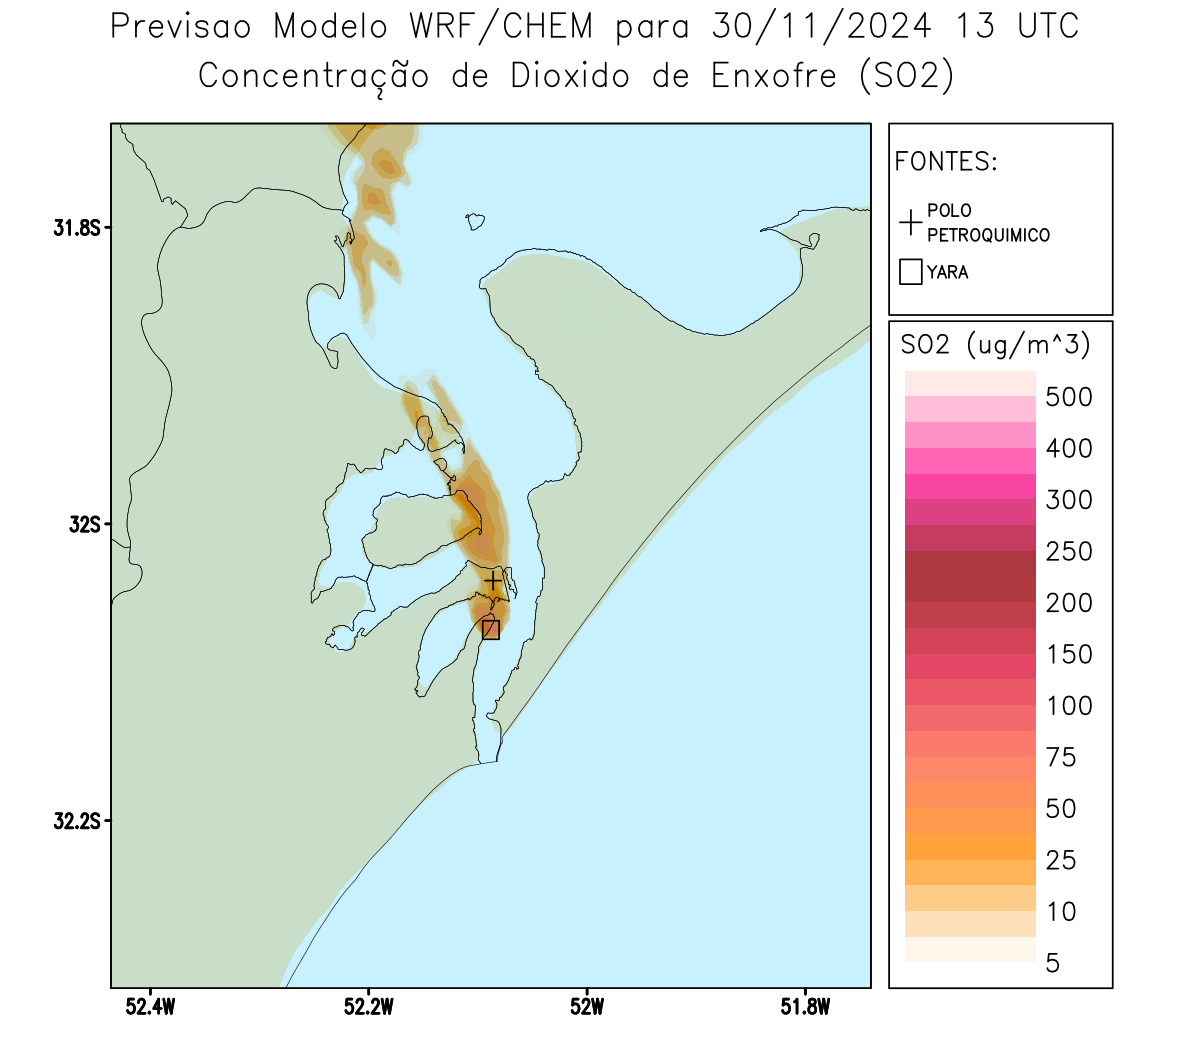 Previsao Modelo WRF/CHEM para 30/11/2024 13 UTC
Concentração de Dioxido de Enxofre (SO2)
FONTES:
POLO
PETROQUIMICO
YARA
31.8S
32S
32.2S
52.4W
52.2W
52W
51.8W
SO2 (ug/m^3)
500
400
300
250
200
150
100
75
50
25
10
5